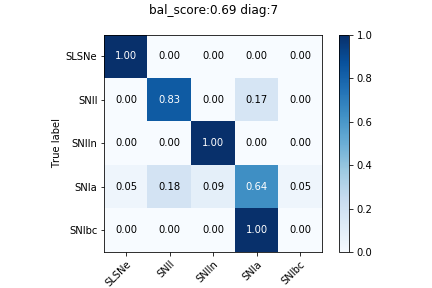 bal_score:0.69 diag:7
SLSNe 1.00 0.00 0.00 0.00 0.00
SNII 0.00 0.83 0.00 0.17 0.00
SNIIn 0.00 0.00 1.00 0.00 0.00
SNIa 0.05 0.18 0.09 0.64 0.05
SNIbc 0.00 0.00 0.00 1.00 0.00
True label
SLSNe SNII SNIIn SNIa SNIbc
1.0
0.8
0.6
0.4
0.2
0.0